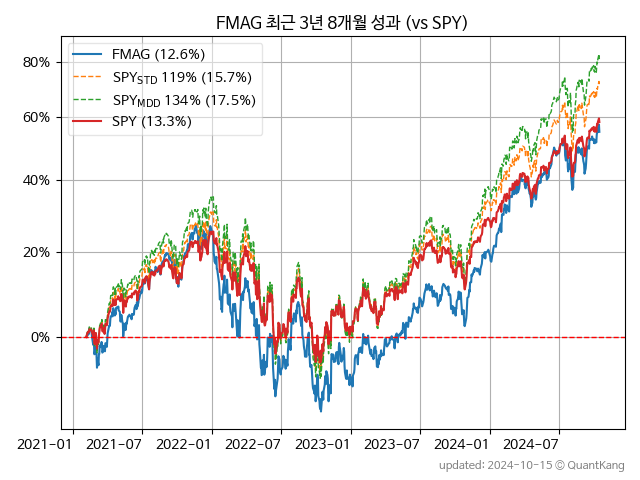 FMAG 최근 3년 8개월 성과 (vs SPY)
FMAG (12.6%)
SPYSTD 119% (15.7%)
SPYMDD 134% (17.5%)
SPY (13.3%)
80%
60%
40%
20%
0%
2021-01 2021-07 2022-01 2022-07 2023-01 2023-07 2024-01 2024-07
updated: 2024-10-15 © QuantKang